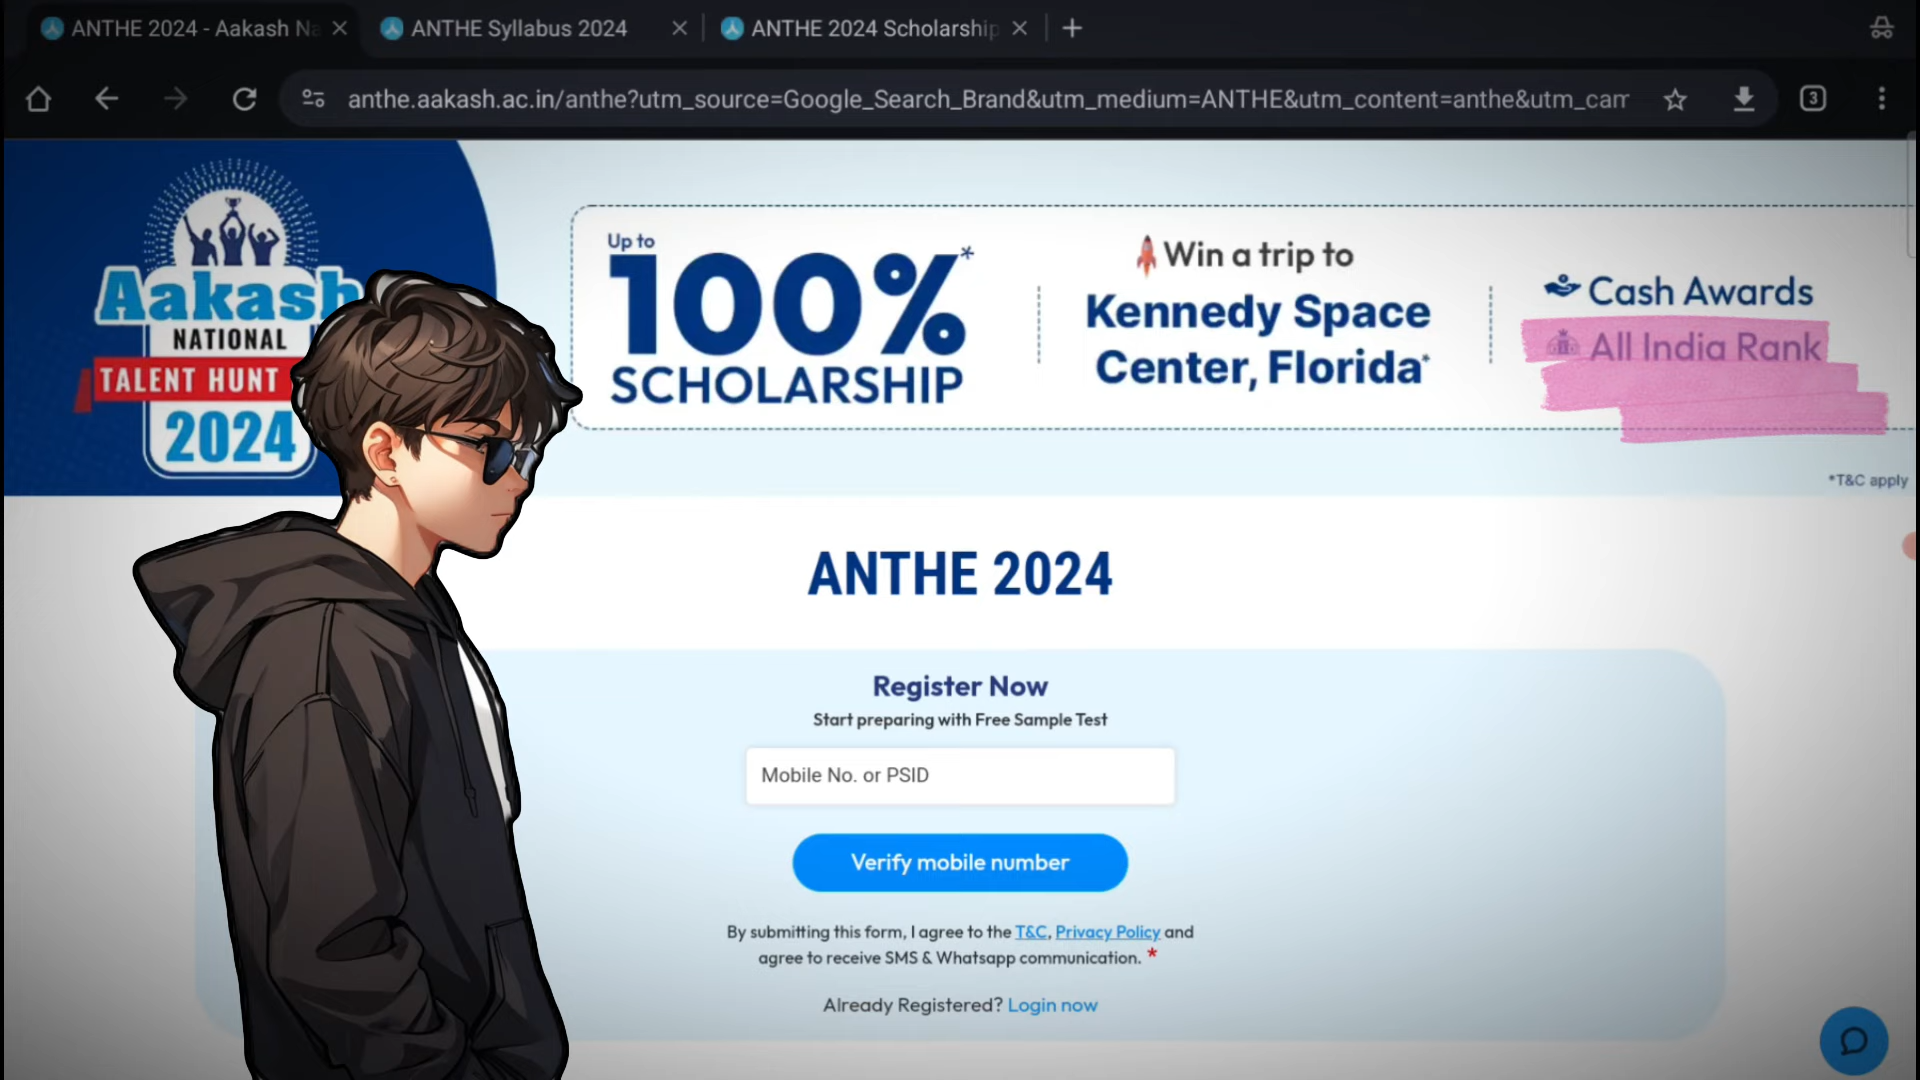 ANTHE 2024 - Aakash Na
ANTHE Syllabus 2024
ANTHE 2024 Scholarship
anthe.aakash.ac.in/anthe?utm_source=Google_Search_Brand&utm_medium=ANTHE&utm_content=anthe&utm_cam
3
Aakash
NATIONAL
TALENT HUNT
2024
Up to
100%*
SCHOLARSHIP
Win a trip to
Kennedy Space
Center, Florida*
Cash Awards
All India Rank
*T&C apply
ANTHE 2024
Register Now
Start preparing with Free Sample Test
Mobile No. or PSID
Verify mobile number
By submitting this form, I agree to the T&C, Privacy Policy and
agree to receive SMS & Whatsapp communication. *
Already Registered? Login now